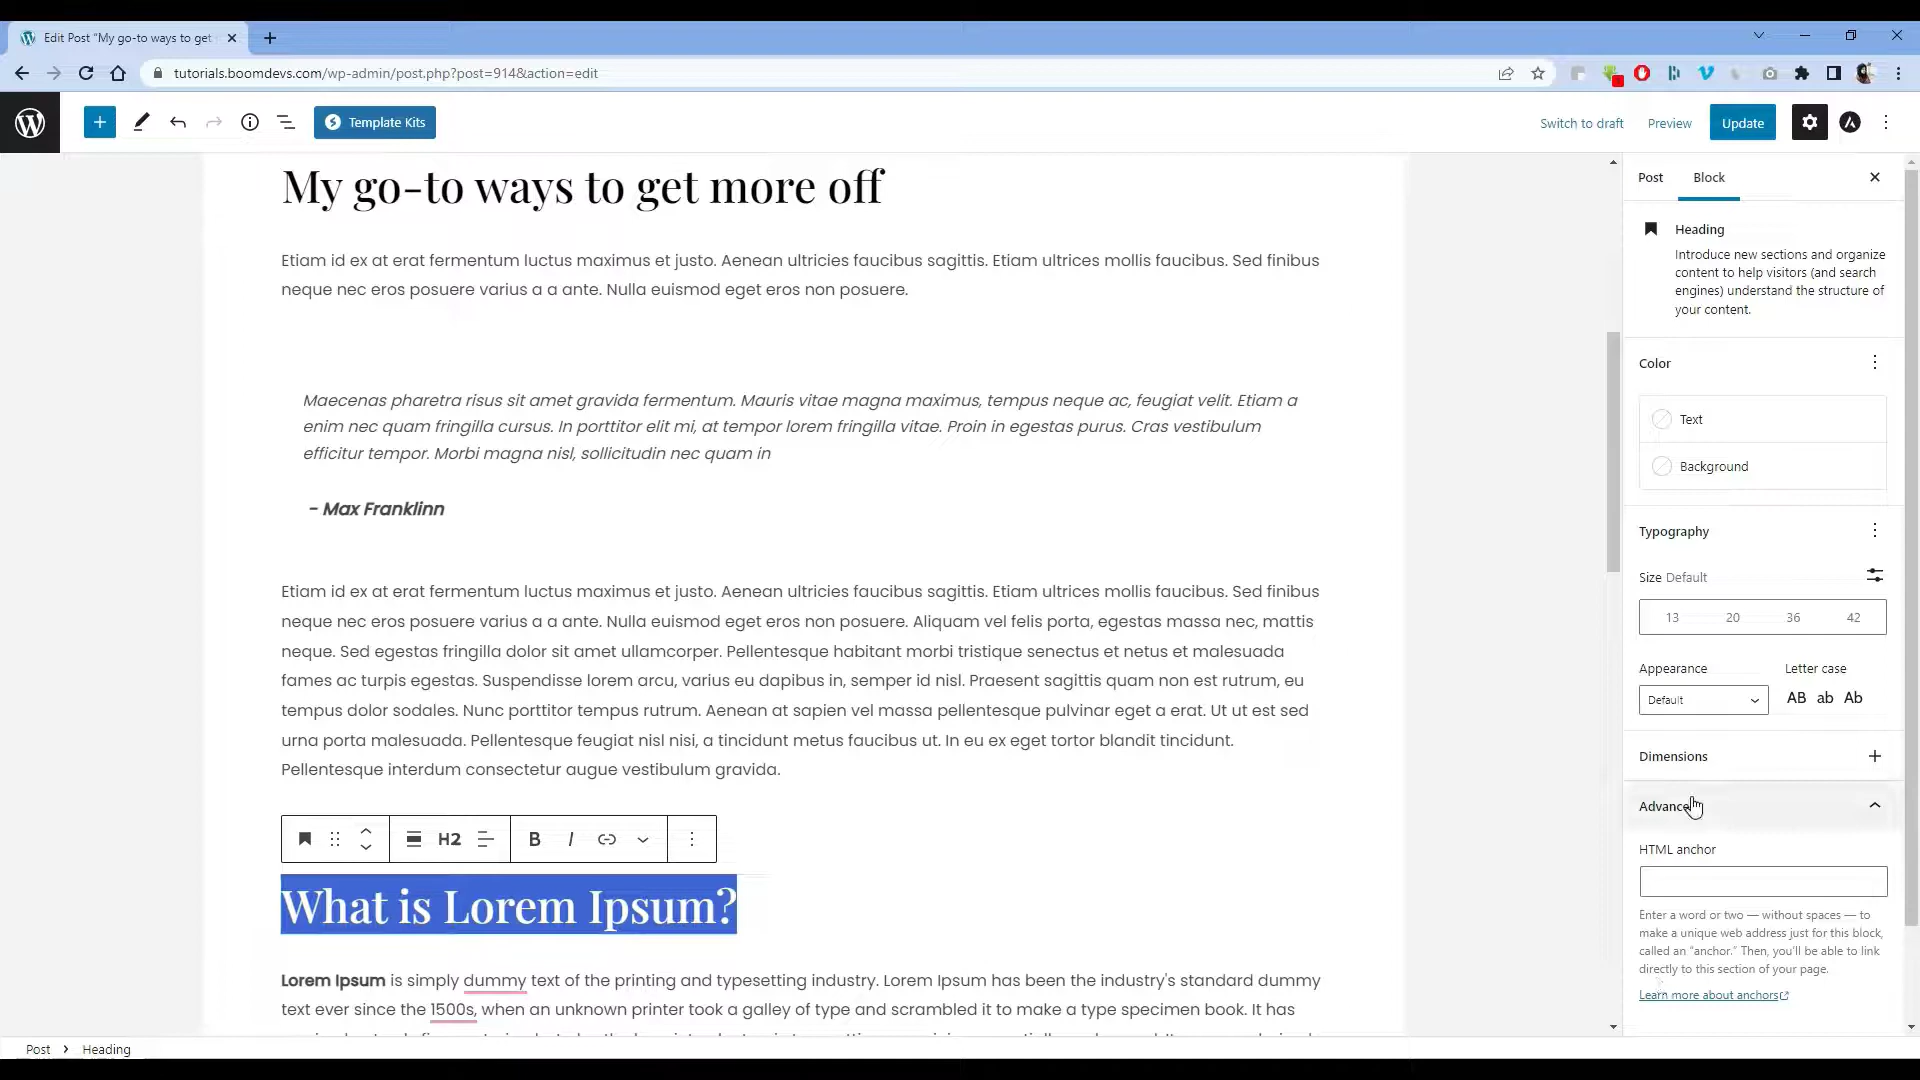 Edit Post “My go-to ways to get
tutorials.boomdevs.com/wp-admin/post.php?post=914&action=edit
Template Kits
Switch to draft
Preview
Update
My go-to ways to get more off
Etiam id ex at erat fermentum luctus maximus et justo. Aenean ultricies faucibus sagittis. Etiam ultrices mollis faucibus. Sed finibus
neque nec eros posuere varius a a ante. Nulla euismod eget eros non posuere.
Maecenas pharetra risus sit amet gravida fermentum. Mauris vitae magna maximus, tempus neque ac, feugiat velit. Etiam a
enim nec quam fringilla cursus. In porttitor elit mi, at tempor lorem fringilla vitae. Proin in egestas purus. Cras vestibulum
efficitur tempor. Morbi magna nisl, sollicitudin nec quam in
- Max Franklinn
Etiam id ex at erat fermentum luctus maximus et justo. Aenean ultricies faucibus sagittis. Etiam ultrices mollis faucibus. Sed finibus
neque nec eros posuere varius a a ante. Nulla euismod eget eros non posuere. Aliquam vel felis porta, egestas massa nec, mattis
neque. Sed egestas fringilla dolor sit amet ullamcorper. Pellentesque habitant morbi tristique senectus et netus et malesuada
fames ac turpis egestas. Suspendisse lorem arcu, varius eu dapibus in, semper id nisl. Praesent sagittis quam non est rutrum, eu
tempus dolor sodales. Nunc porttitor tempus rutrum. Aenean at sapien vel massa pellentesque pulvinar eget a erat. Ut ut est sed
urna porta malesuada. Pellentesque feugiat nisl nisi, a tincidunt metus faucibus ut. In eu ex eget tortor blandit tincidunt.
Pellentesque interdum consectetur augue vestibulum gravida.
H2 B I
What is Lorem Ipsum?
Lorem Ipsum is simply dummy text of the printing and typesetting industry. Lorem Ipsum has been the industry's standard dummy
text ever since the 1500s, when an unknown printer took a galley of type and scrambled it to make a type specimen book. It has
Post Block
Heading
Introduce new sections and organize
content to help visitors (and search
engines) understand the structure of
your content.
Color
Text
Background
Typography
Size Default
13 20 36 42
Appearance Letter case
Default AB ab Ab
Dimensions
Advance
HTML anchor
Enter a word or two — without spaces — to
make a unique web address just for this block,
called an “anchor.” Then, you’ll be able to link
directly to this section of your page.
Learn more about anchors
Post Heading